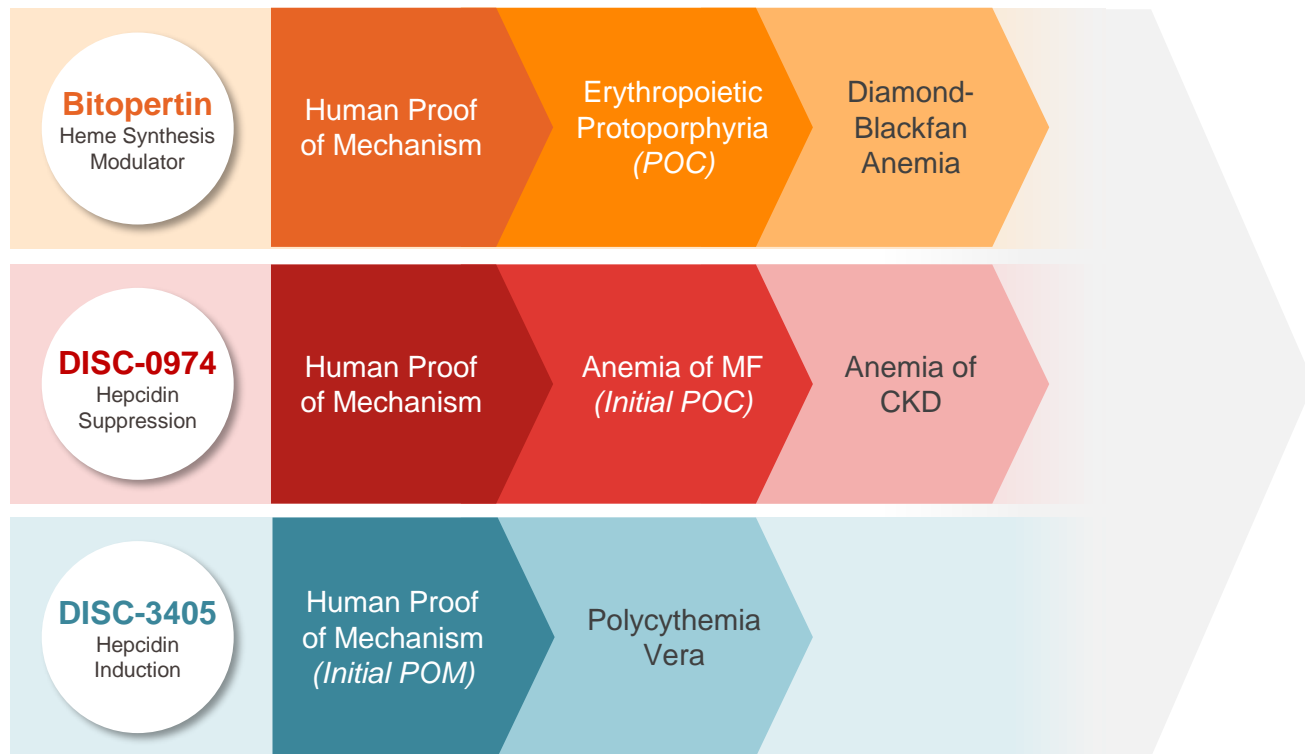 Bitopertin
Heme Synthesis
Modulator
Human Proof
of Mechanism
Erythropoietic
Protoporphyria
(POC)
Diamond-
Blackfan
Anemia
DISC-0974
Hepcidin
Suppression
Human Proof
of Mechanism
Anemia of MF
(Initial POC)
Anemia of
CKD
DISC-3405
Hepcidin
Induction
Human Proof
of Mechanism
(Initial POM)
Polycythemia
Vera